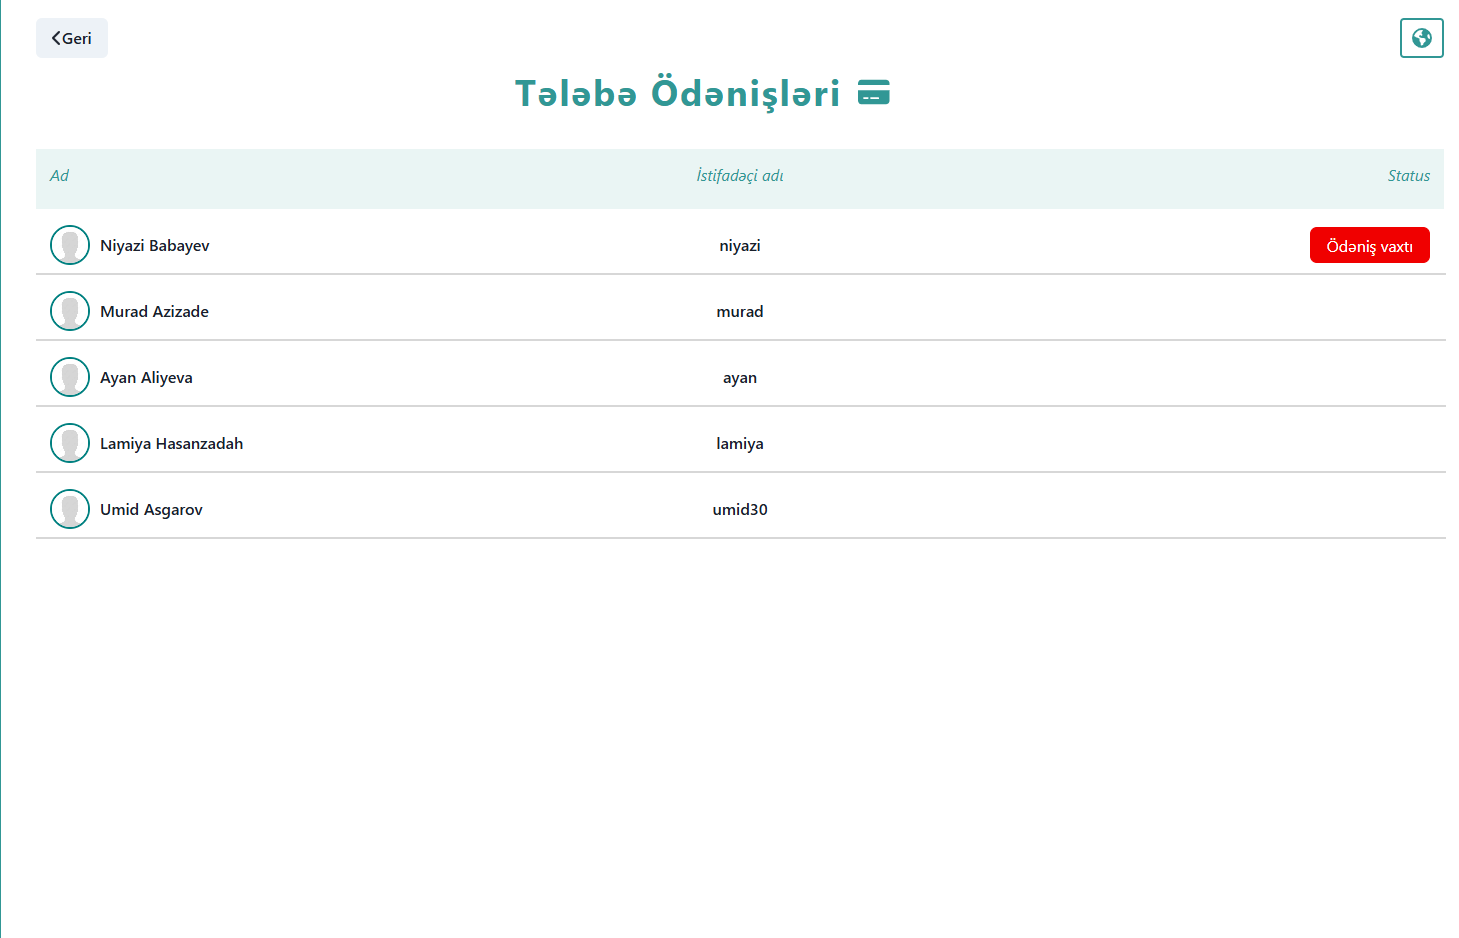 Geri
Tələbə Ödənişləri
Ad İstifadəçi adı Status
Niyazi Babayev niyazi Ödəniş vaxtı
Murad Azizade murad
Ayan Aliyeva ayan
Lamiya Hasanzadah lamiya
Umid Asgarov umid30